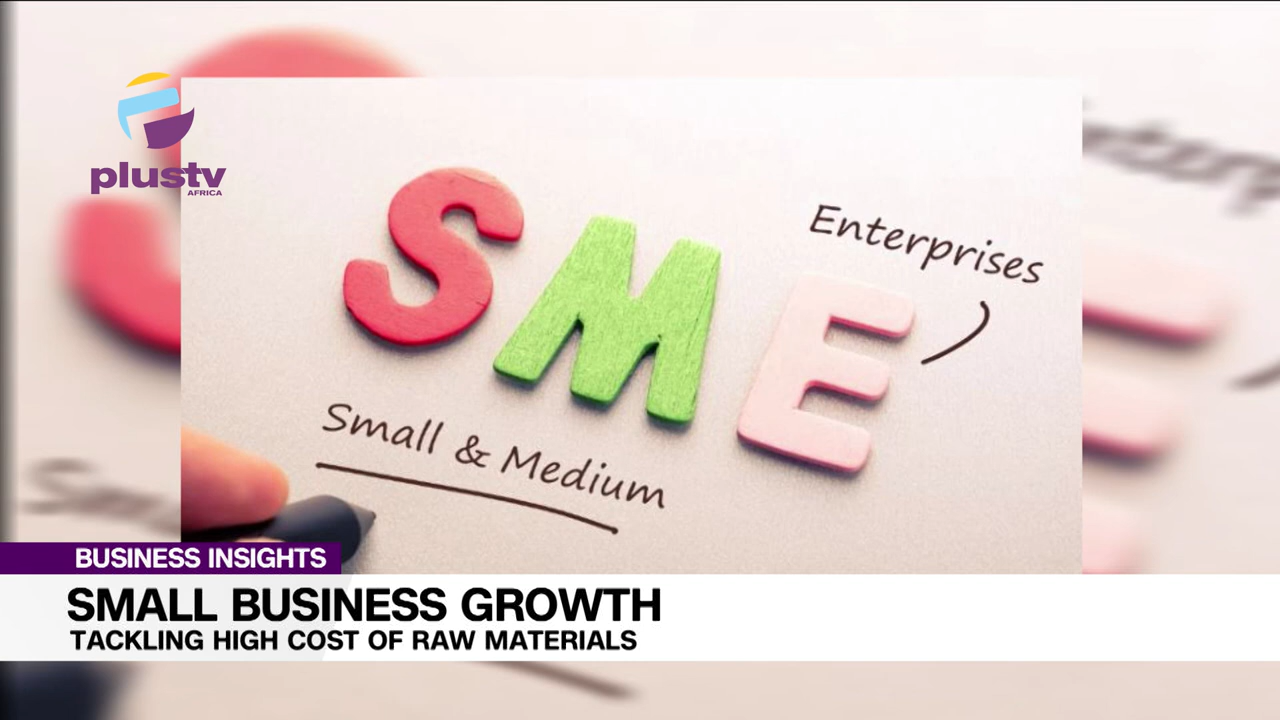 plustv
AFRICA
SME
Enterprises
Small & Medium
BUSINESS INSIGHTS
SMALL BUSINESS GROWTH
TACKLING HIGH COST OF RAW MATERIALS